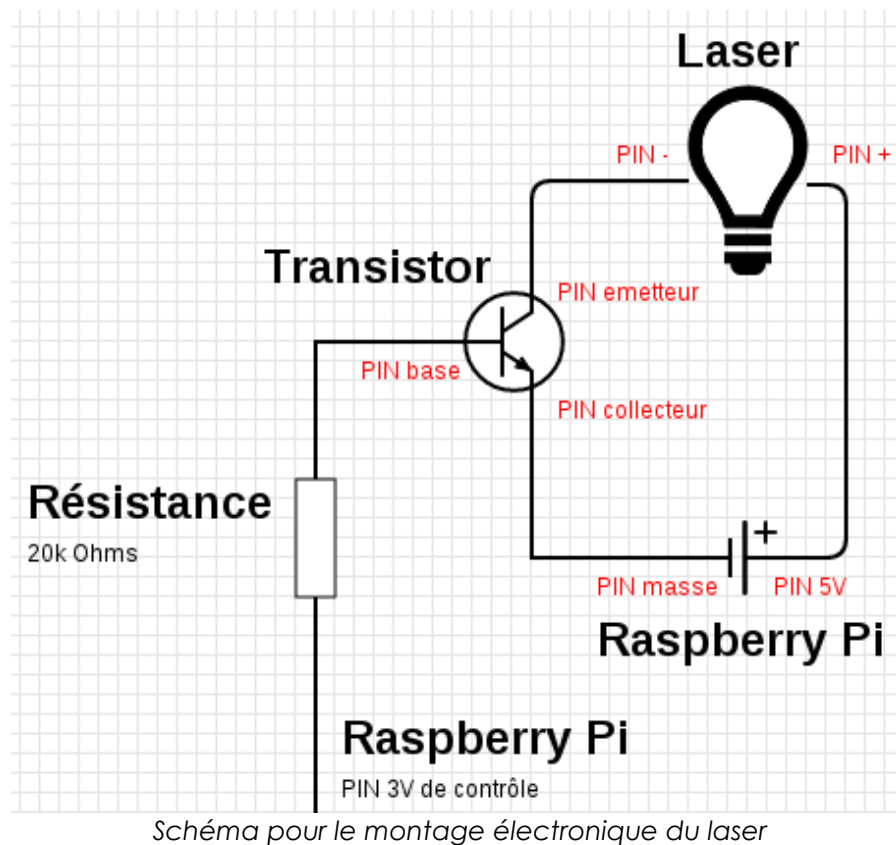 Laser
PIN -
PIN +
Transistor
PIN emetteur
PIN base
PIN collecteur
Résistance
20k Ohms
PIN masse
PIN 5V
Raspberry Pi
Raspberry Pi
PIN 3V de contrôle
Schéma pour le montage électronique du laser